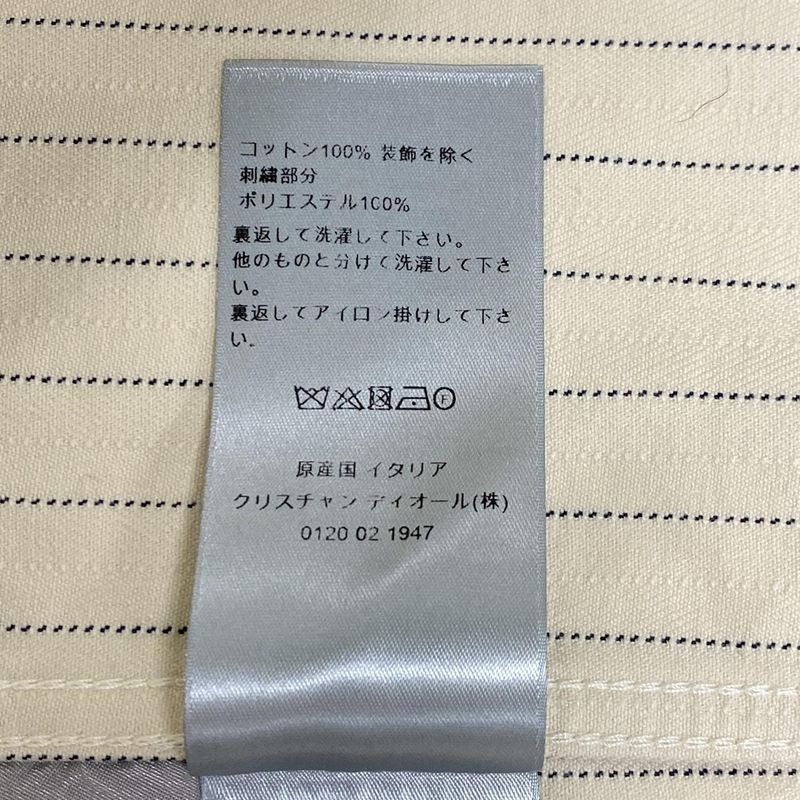 コットン100% 装飾を除く
刺繍部分
ポリエステル100%
裏返して洗濯して下さい。
他のものと分けて洗濯して下さ
い。
裏返してアイロン掛けして下さ
い.
F
原産国 イタリア
クリスチャン ディオール(株)
0120 02 1947